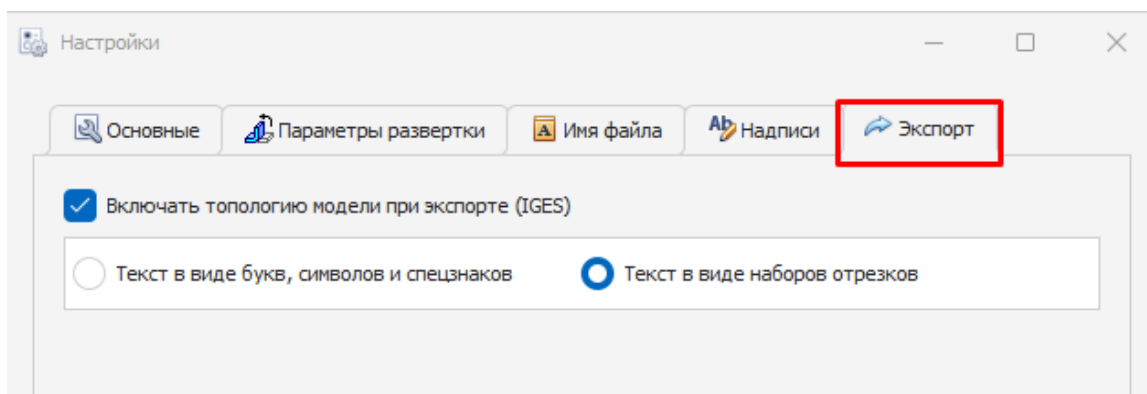 Настройки
Основные Параметры развертки Имя файла Надписи Экспорт
Включать топологию модели при экспорте (IGES)
Текст в виде букв, символов и спецзнаков Текст в виде наборов отрезков